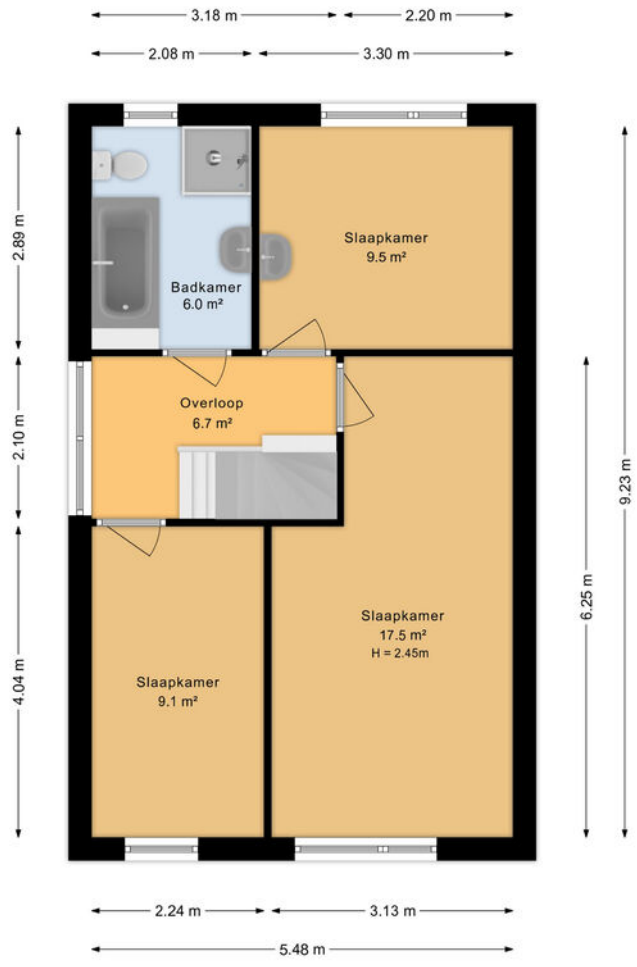 3.18 m
2.20 m
2.08 m
3.30 m
2.89 m
Slaapkamer
9.5 m²
Badkamer
6.0 m²
Overloop
6.7 m²
2.10 m
9.23 m
6.25 m
Slaapkamer
17.5 m²
H = 2.45m
Slaapkamer
9.1 m²
4.04 m
2.24 m
3.13 m
5.48 m